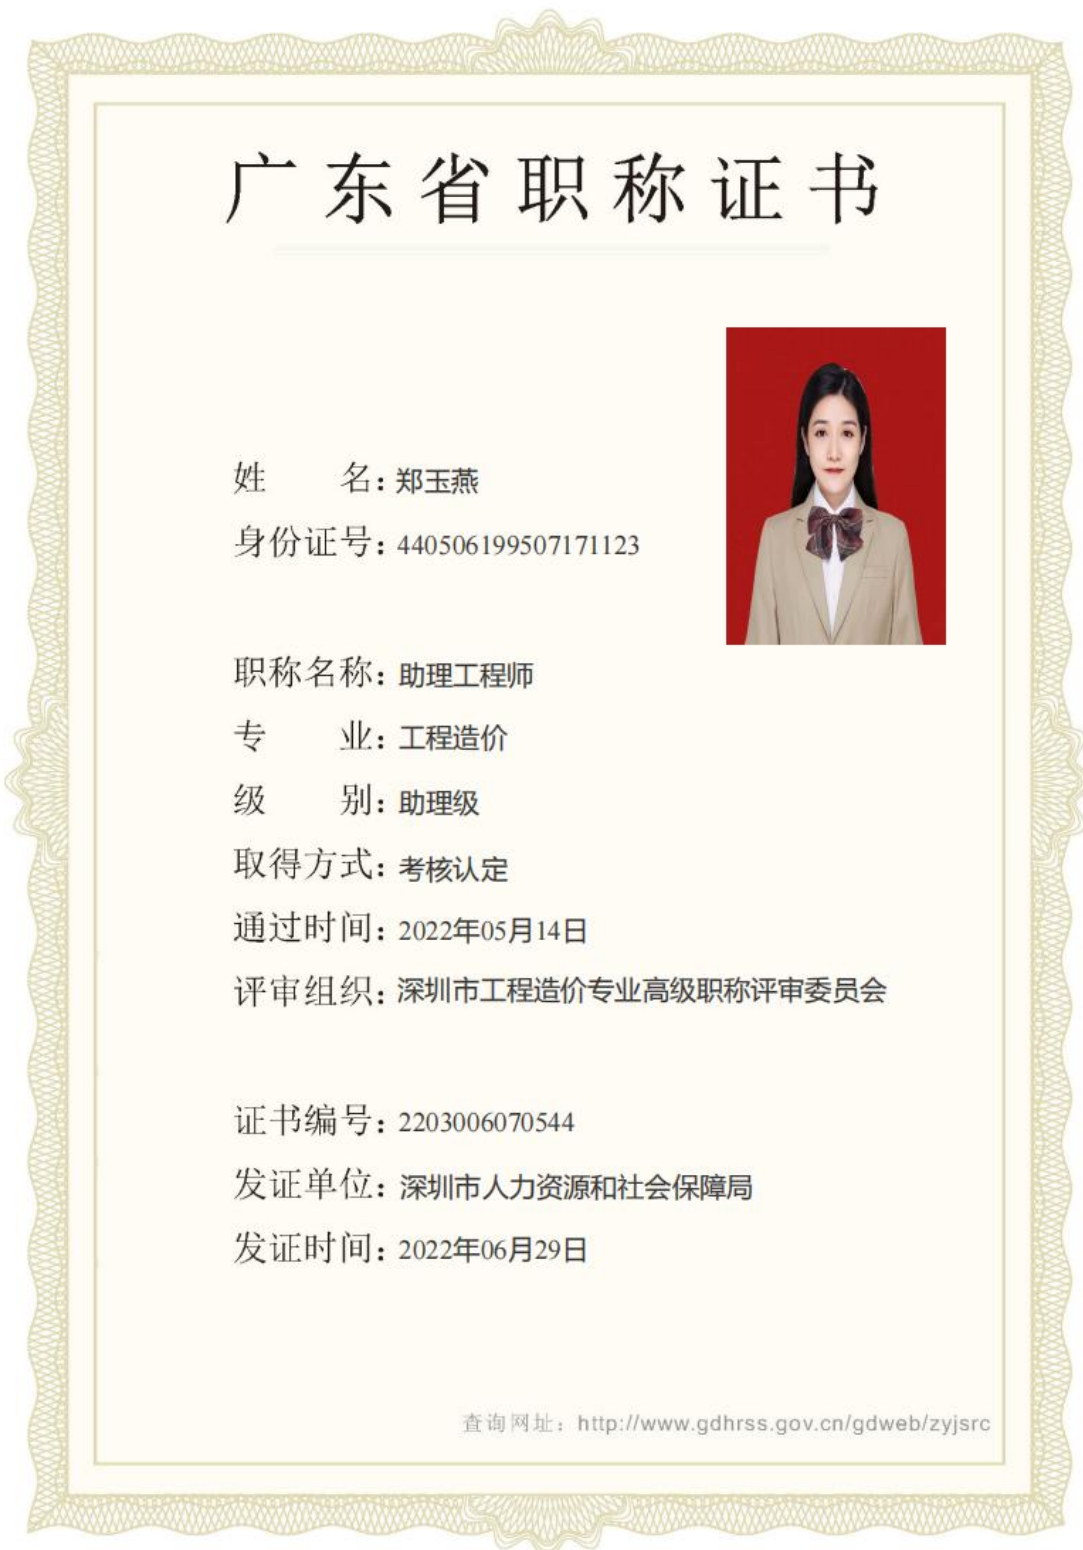 广东省职称证书
姓　　名：郑玉燕
身份证号：440506199507171123
职称名称：助理工程师
专　　业：工程造价
级　　别：助理级
取得方式：考核认定
通过时间：2022年05月14日
评审组织：深圳市工程造价专业高级职称评审委员会
证书编号：2203006070544
发证单位：深圳市人力资源和社会保障局
发证时间：2022年06月29日
查询网址：http://www.gdhrss.gov.cn/gdweb/zyjsrc